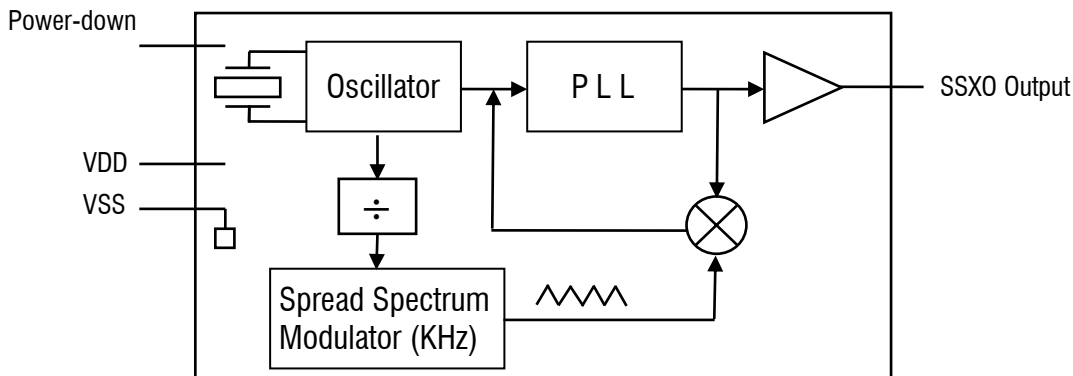 Power-down
Oscillator
P L L
SSXO Output
VDD
÷
VSS
Spread Spectrum
Modulator (KHz)